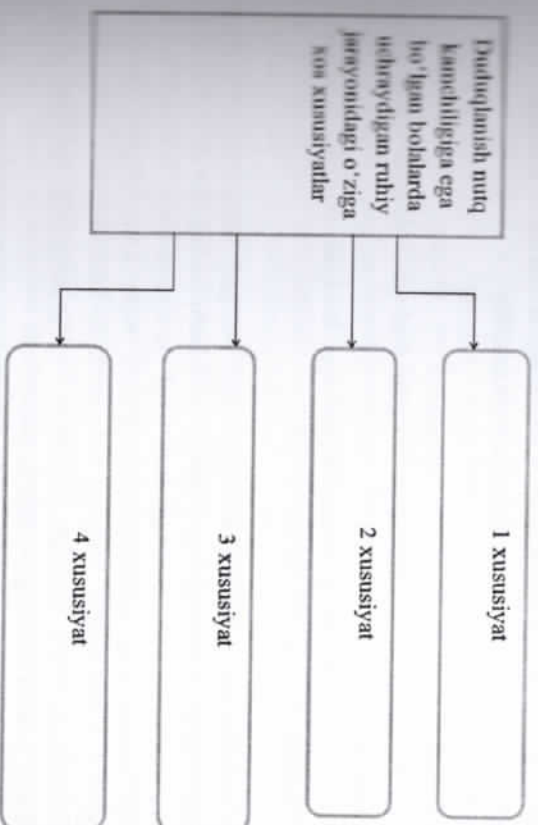 Duduqlanish nutq
kamchiligiga ega
bo'lgan bolalarda
uchraydigan ruhiy
jarayonidagi o'ziga
xos xususiyatlar
1 xususiyat
2 xususiyat
3 xususiyat
4 xususiyat